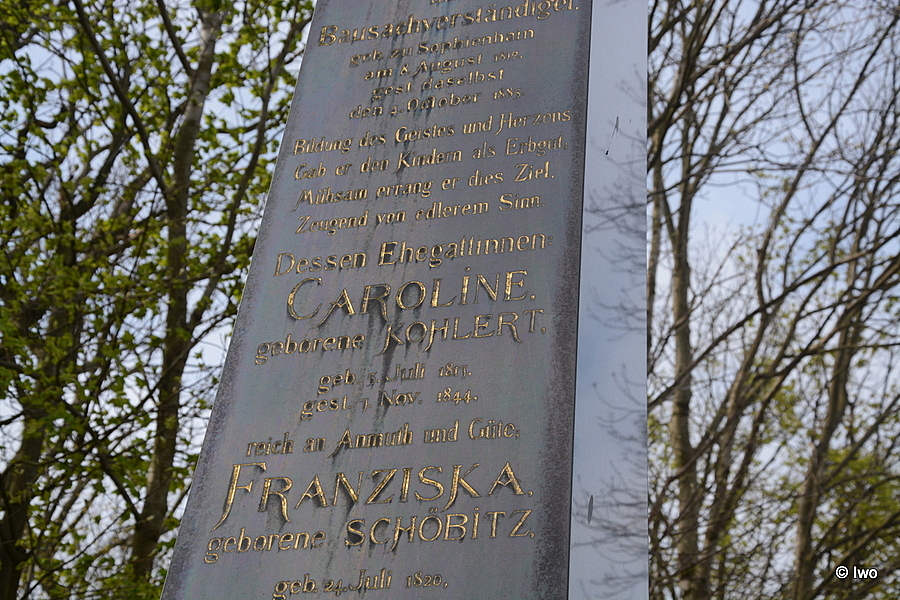 Bausachverständiger.
geb. zu Sophienhain
am 8 August 1819.
gest daselbst
den 4. October 1885.
Bildung des Geistes und Herzens
Gab er den Kindern als Erbgut.
Mühsam errang er dies Ziel.
Zeugend von edlerem Sinn.
Dessen Ehegattinnen:
CAROLINE,
geborene KOHLERT,
geb. Juli
gest. 1 Nov. 1844.
reich an Anmuth und Güte;
FRANZISKA,
geborene SCHÖBITZ,
geb. 24. Juli 1820.
© Iwo